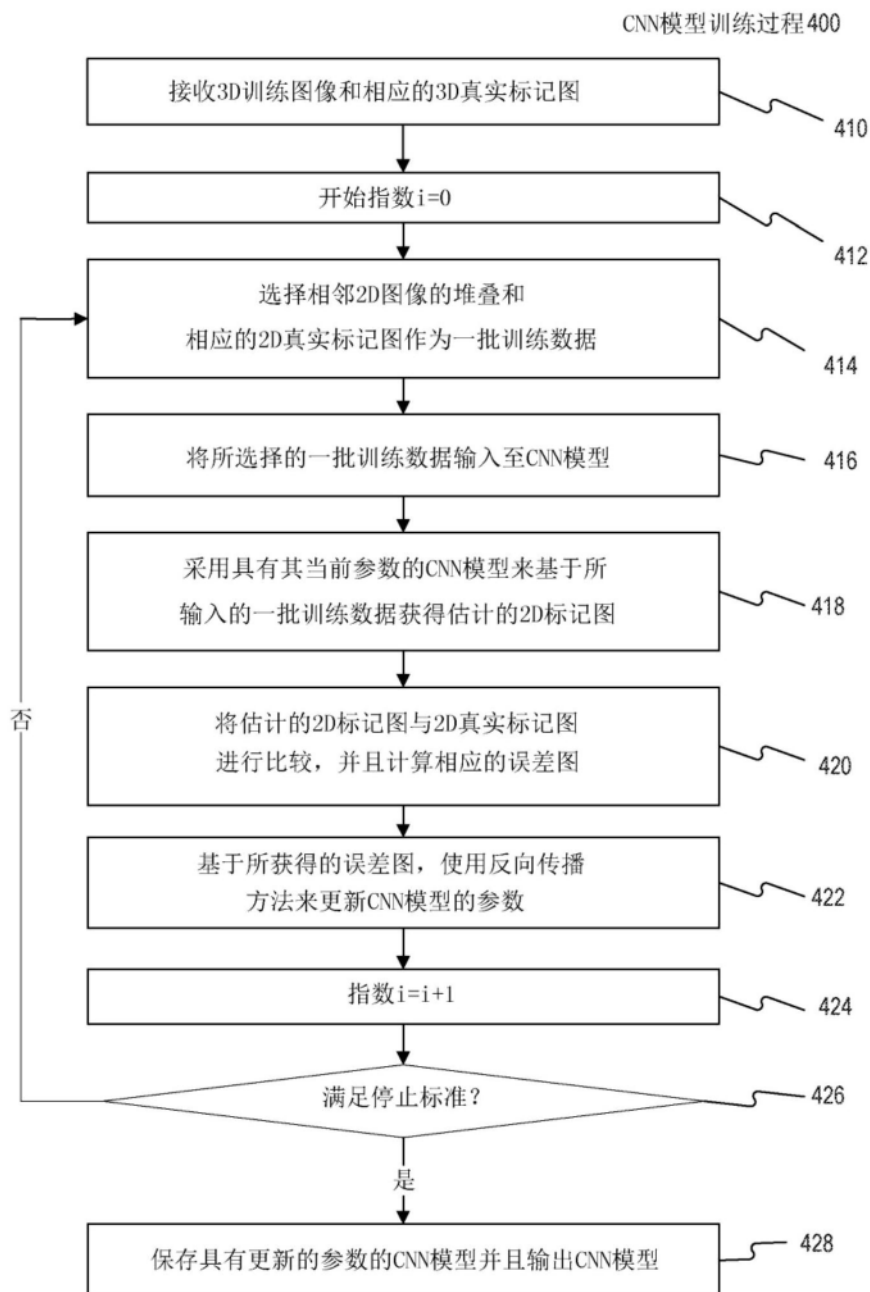 CNN模型训练过程400
接收3D训练图像和相应的3D真实标记图
410
开始指数i=0
412
选择相邻2D图像的堆叠和
相应的2D真实标记图作为一批训练数据
414
将所选择的一批训练数据输入至CNN模型
416
采用具有其当前参数的CNN模型来基于所
输入的一批训练数据获得估计的2D标记图
418
将估计的2D标记图与2D真实标记图
进行比较，并且计算相应的误差图
420
基于所获得的误差图，使用反向传播
方法来更新CNN模型的参数
422
指数i=i+1
424
满足停止标准？
426
否
是
保存具有更新的参数的CNN模型并且输出CNN模型
428